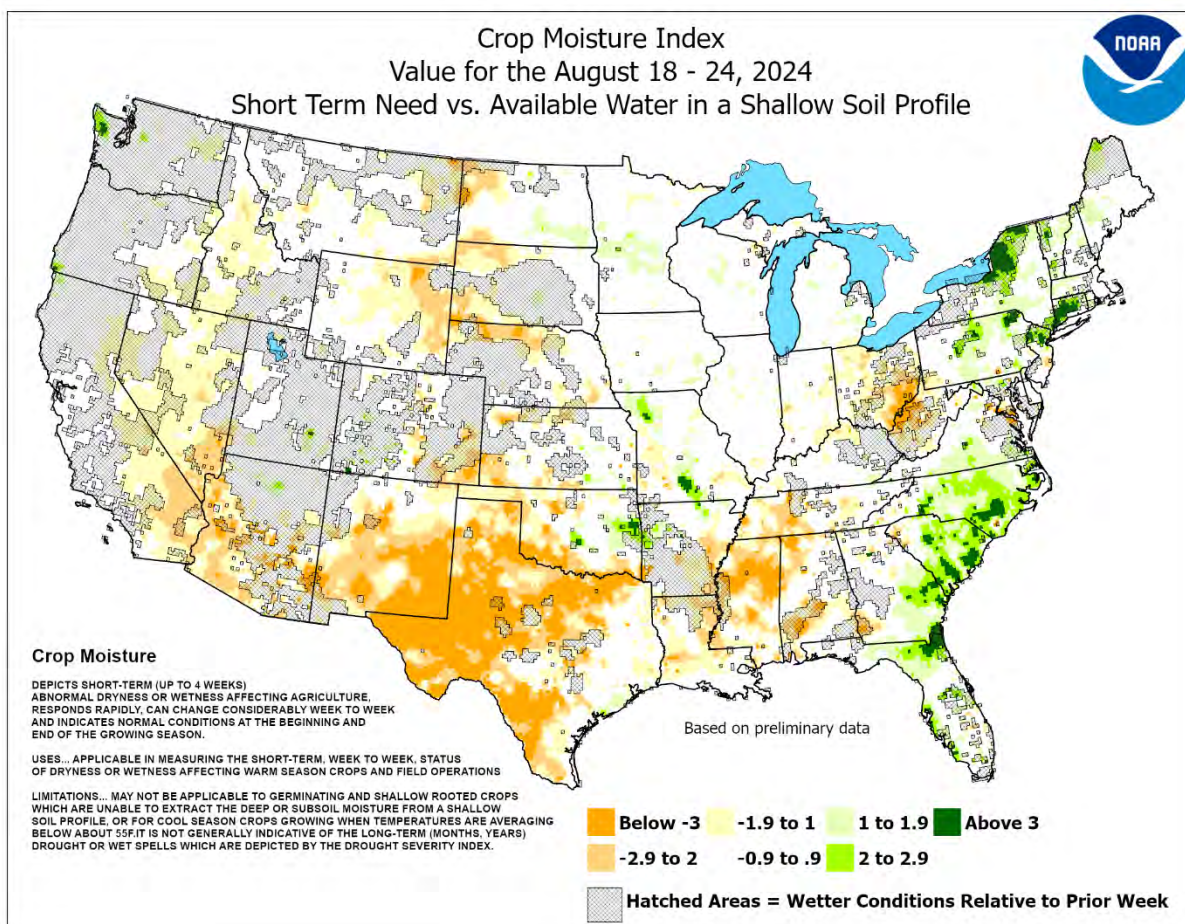 Crop Moisture Index
Value for the August 18 - 24, 2024
Short Term Need vs. Available Water in a Shallow Soil Profile
NOAA
Crop Moisture
DEPICTS SHORT-TERM (UP TO 4 WEEKS)
ABNORMAL DRYNESS OR WETNESS AFFECTING AGRICULTURE,
RESPONDS RAPIDLY, CAN CHANGE CONSIDERABLY WEEK TO WEEK
AND INDICATES NORMAL CONDITIONS AT THE BEGINNING AND
END OF THE GROWING SEASON.
USES... APPLICABLE IN MEASURING THE SHORT-TERM, WEEK TO WEEK, STATUS
OF DRYNESS OR WETNESS AFFECTING WARM SEASON CROPS AND FIELD OPERATIONS
LIMITATIONS... MAY NOT BE APPLICABLE TO GERMINATING AND SHALLOW ROOTED CROPS
WHICH ARE UNABLE TO EXTRACT THE DEEP OR SUBSOIL MOISTURE FROM A SHALLOW
SOIL PROFILE, OR FOR COOL SEASON CROPS GROWING WHEN TEMPERATURES ARE AVERAGING
BELOW ABOUT 55F.IT IS NOT GENERALLY INDICATIVE OF THE LONG-TERM (MONTHS, YEARS)
DROUGHT OR WET SPELLS WHICH ARE DEPICTED BY THE DROUGHT SEVERITY INDEX.
Based on preliminary data
Below -3 -1.9 to 1 1 to 1.9 Above 3
-2.9 to 2 -0.9 to .9 2 to 2.9
Hatched Areas = Wetter Conditions Relative to Prior Week